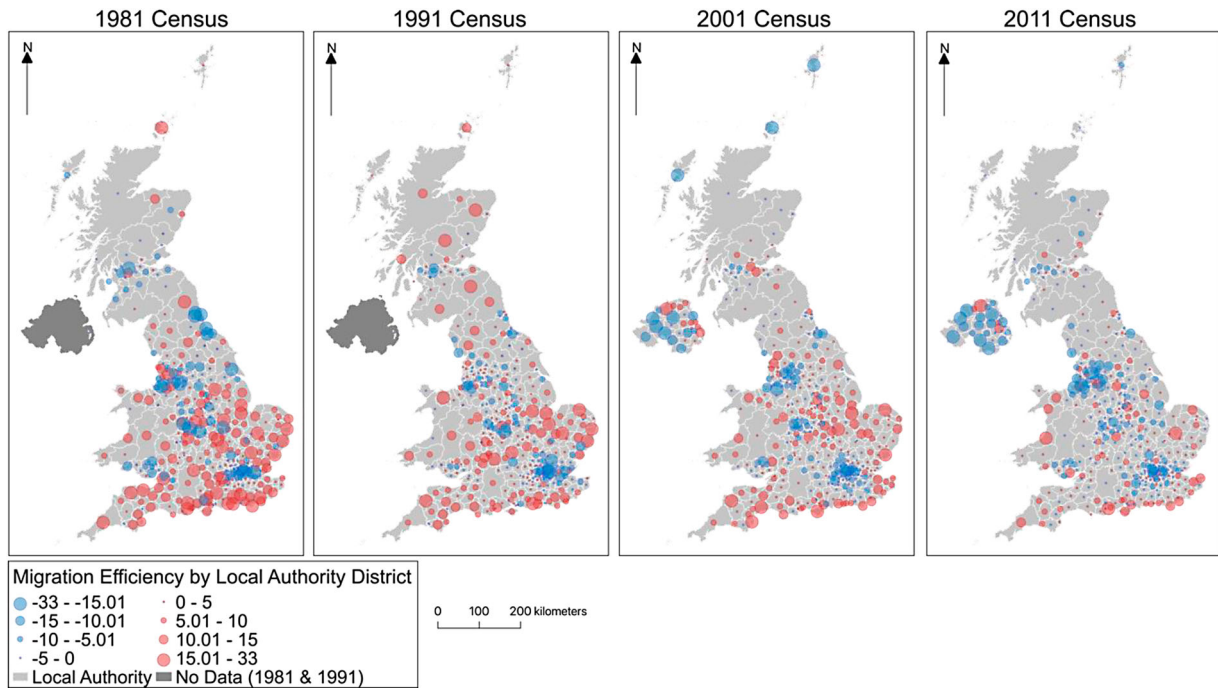 1981 Census
1991 Census
2001 Census
2011 Census
N
N
N
N
Migration Efficiency by Local Authority District
-33 - -15.01
0 - 5
-15 - -10.01
5.01 - 10
-10 - -5.01
10.01 - 15
-5 - 0
15.01 - 33
Local Authority
No Data (1981 & 1991)
0 100 200 kilometers